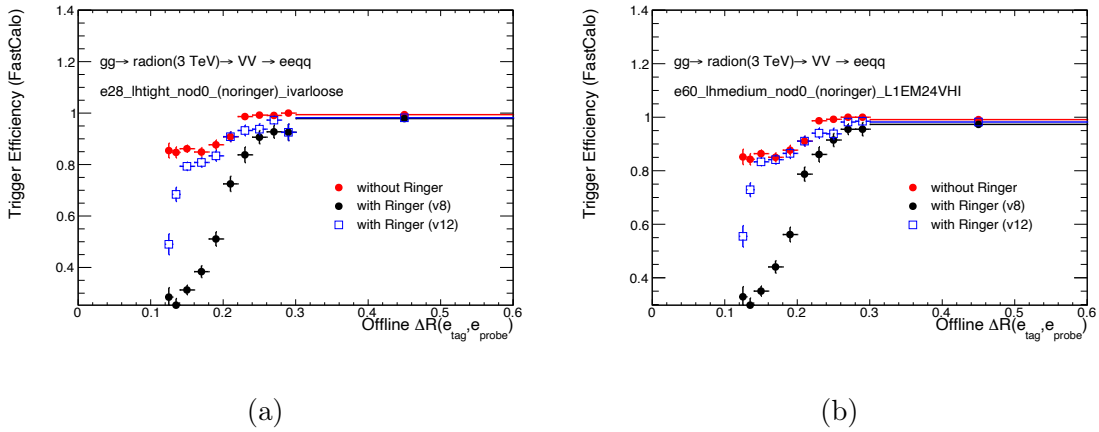 Trigger Efficiency (FastCalo)
1.4
1.2
1
0.8
0.6
0.4
gg→ radion(3 TeV)→ VV → eeqq
e28_lhtight_nod0_(noringer)_ivarloose
without Ringer
with Ringer (v8)
with Ringer (v12)
0 0.1 0.2 0.3 0.4 0.5 0.6
Offline ΔR(e_tag,e_probe)
(a)
Trigger Efficiency (FastCalo)
1.4
1.2
1
0.8
0.6
0.4
gg→ radion(3 TeV)→ VV → eeqq
e60_lhmedium_nod0_(noringer)_L1EM24VHI
without Ringer
with Ringer (v8)
with Ringer (v12)
0 0.1 0.2 0.3 0.4 0.5 0.6
Offline ΔR(e_tag,e_probe)
(b)